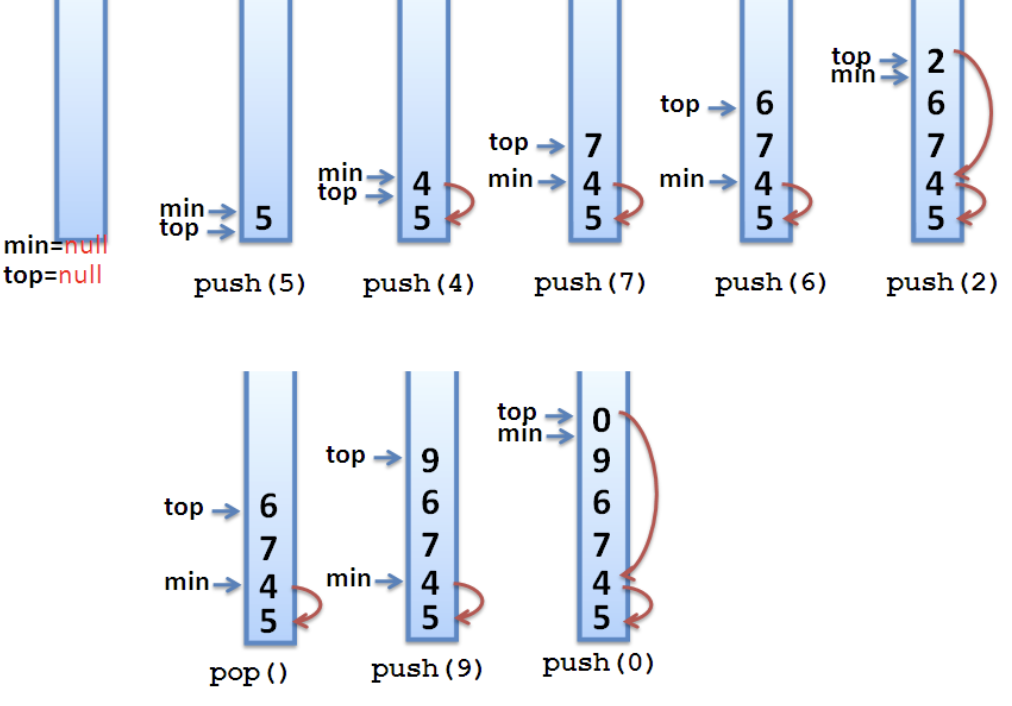 min=null
top=null
min
top
5
push(5)
min
top
4
5
push(4)
top
min
7
4
5
push(7)
top
min
6
7
4
5
push(6)
top
min
2
6
7
4
5
push(2)
top
min
6
7
4
5
pop()
top
min
9
6
7
4
5
push(9)
top
min
0
9
6
7
4
5
push(0)